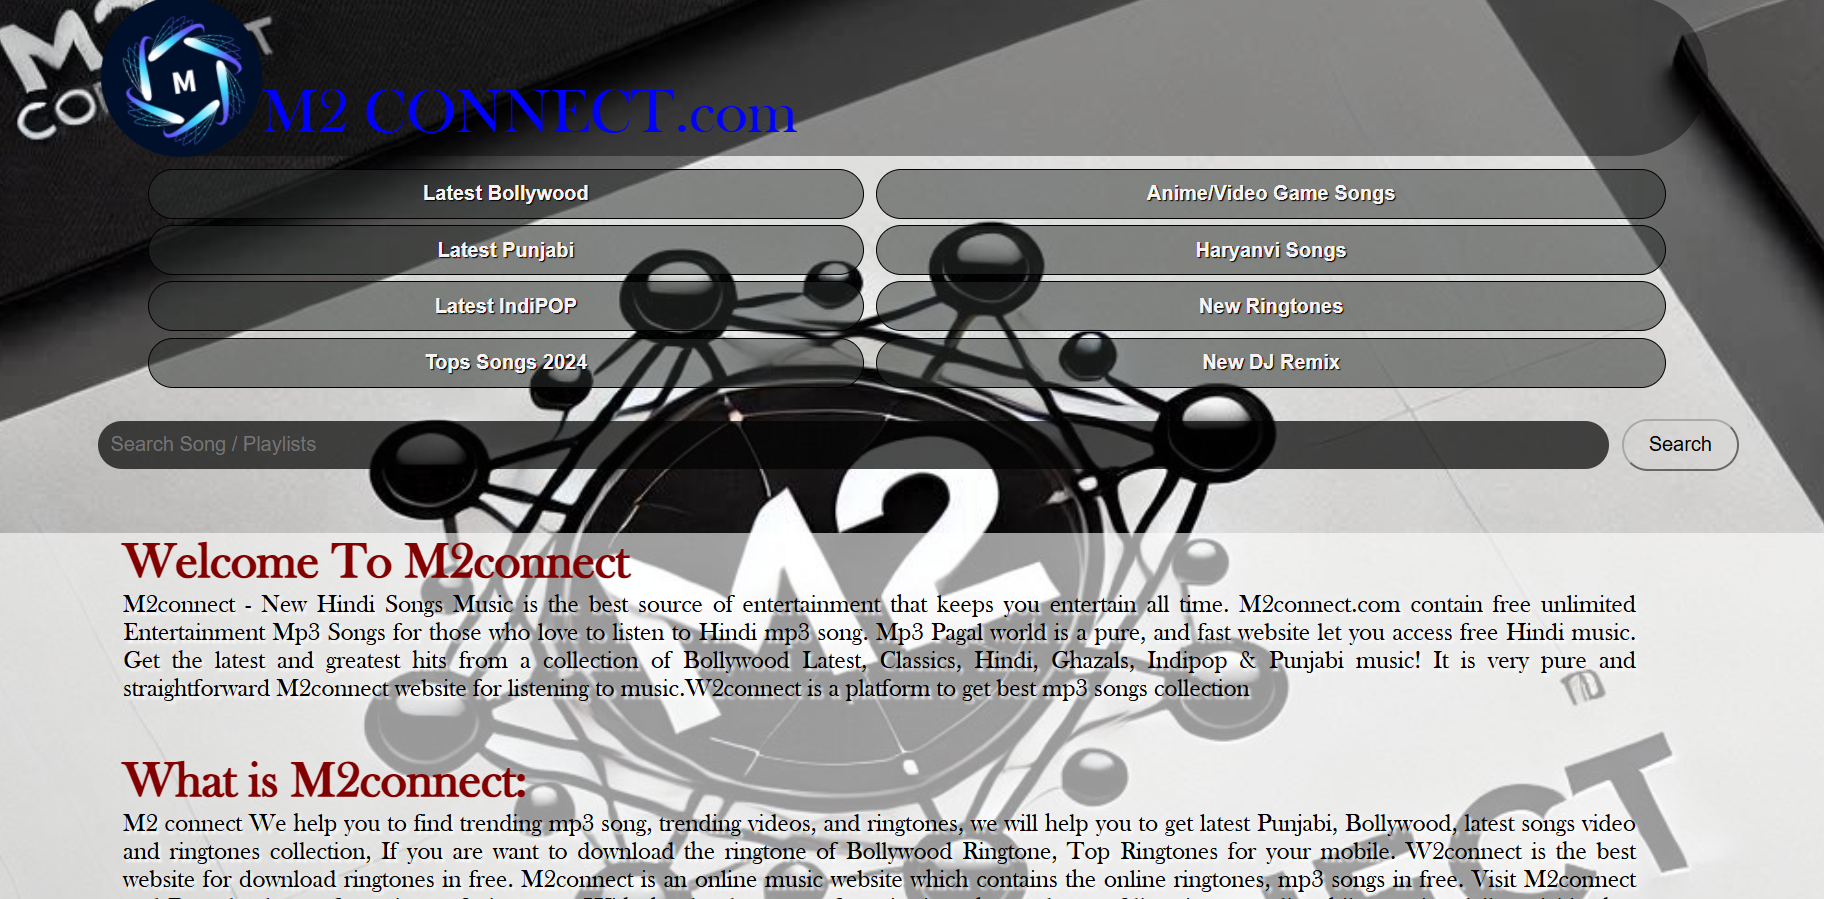 M2 CONNECT.com
M
Latest Bollywood
Anime/Video Game Songs
Latest Punjabi
Haryanvi Songs
Latest IndiPOP
New Ringtones
Tops Songs 2024
New DJ Remix
Search Song / Playlists
Search
M2
Welcome To M2connect
M2connect - New Hindi Songs Music is the best source of entertainment that keeps you entertain all time. M2connect.com contain free unlimited
Entertainment Mp3 Songs for those who love to listen to Hindi mp3 song. Mp3 Pagal world is a pure, and fast website let you access free Hindi music.
Get the latest and greatest hits from a collection of Bollywood Latest, Classics, Hindi, Ghazals, Indipop & Punjabi music! It is very pure and
straightforward M2connect website for listening to music.W2connect is a platform to get best mp3 songs collection
What is M2connect:
M2 connect We help you to find trending mp3 song, trending videos, and ringtones, we will help you to get latest Punjabi, Bollywood, latest songs video
and ringtones collection, If you are want to download the ringtone of Bollywood Ringtone, Top Ringtones for your mobile. W2connect is the best
website for download ringtones in free. M2connect is an online music website which contains the online ringtones, mp3 songs in free. Visit M2connect